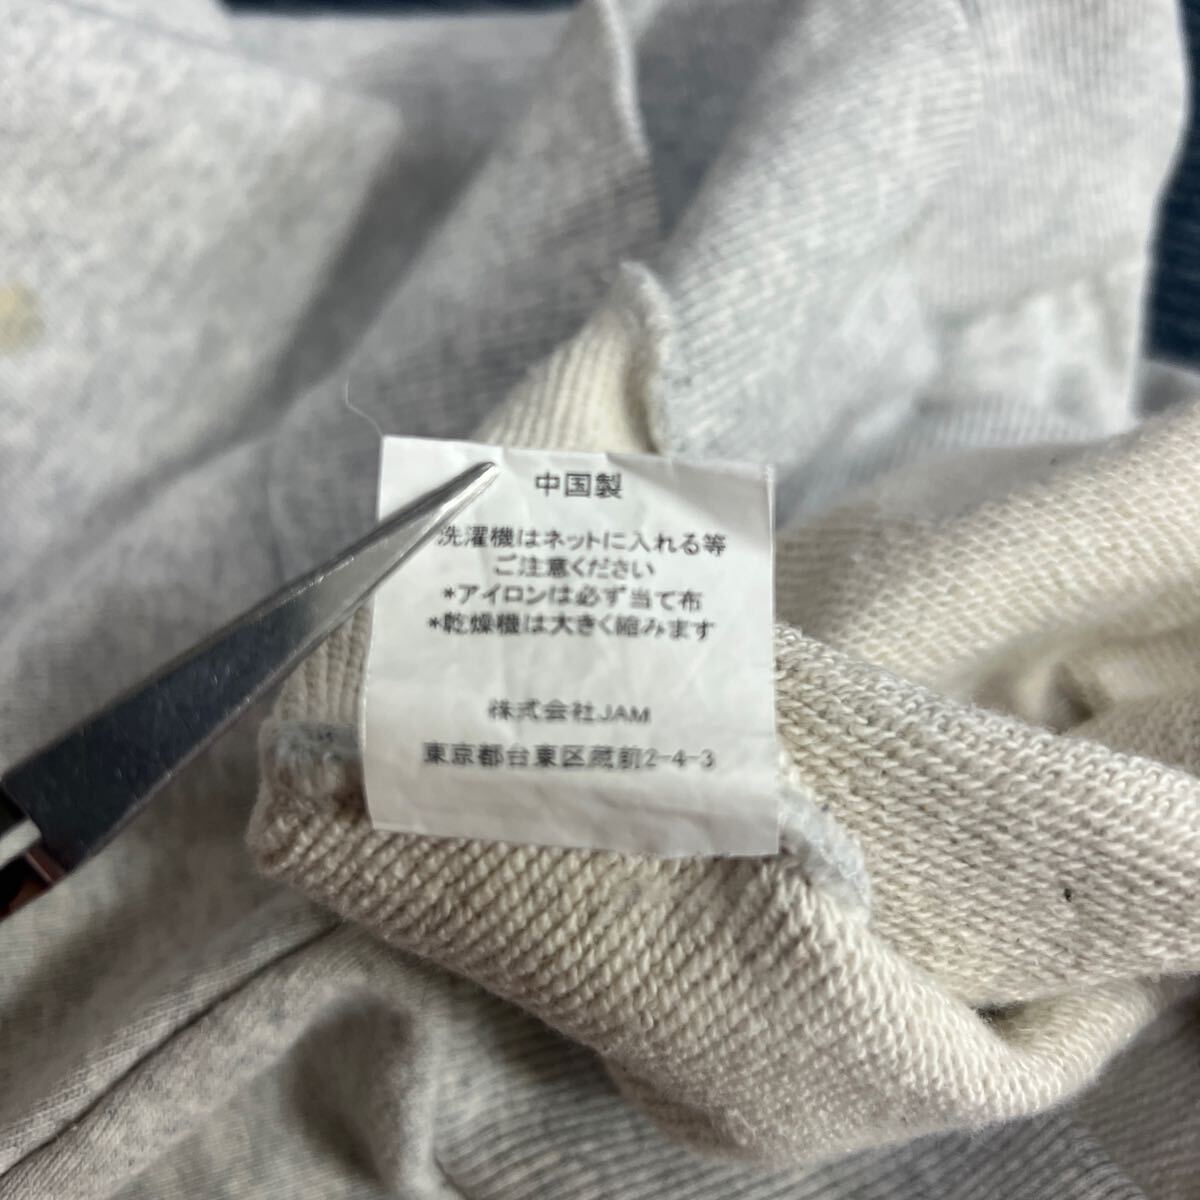 中国製
洗濯機はネットに入れる等
ご注意ください
*アイロンは必ず当て布
*乾燥機は大きく縮みます
株式会社JAM
東京都台東区蔵前2-4-3